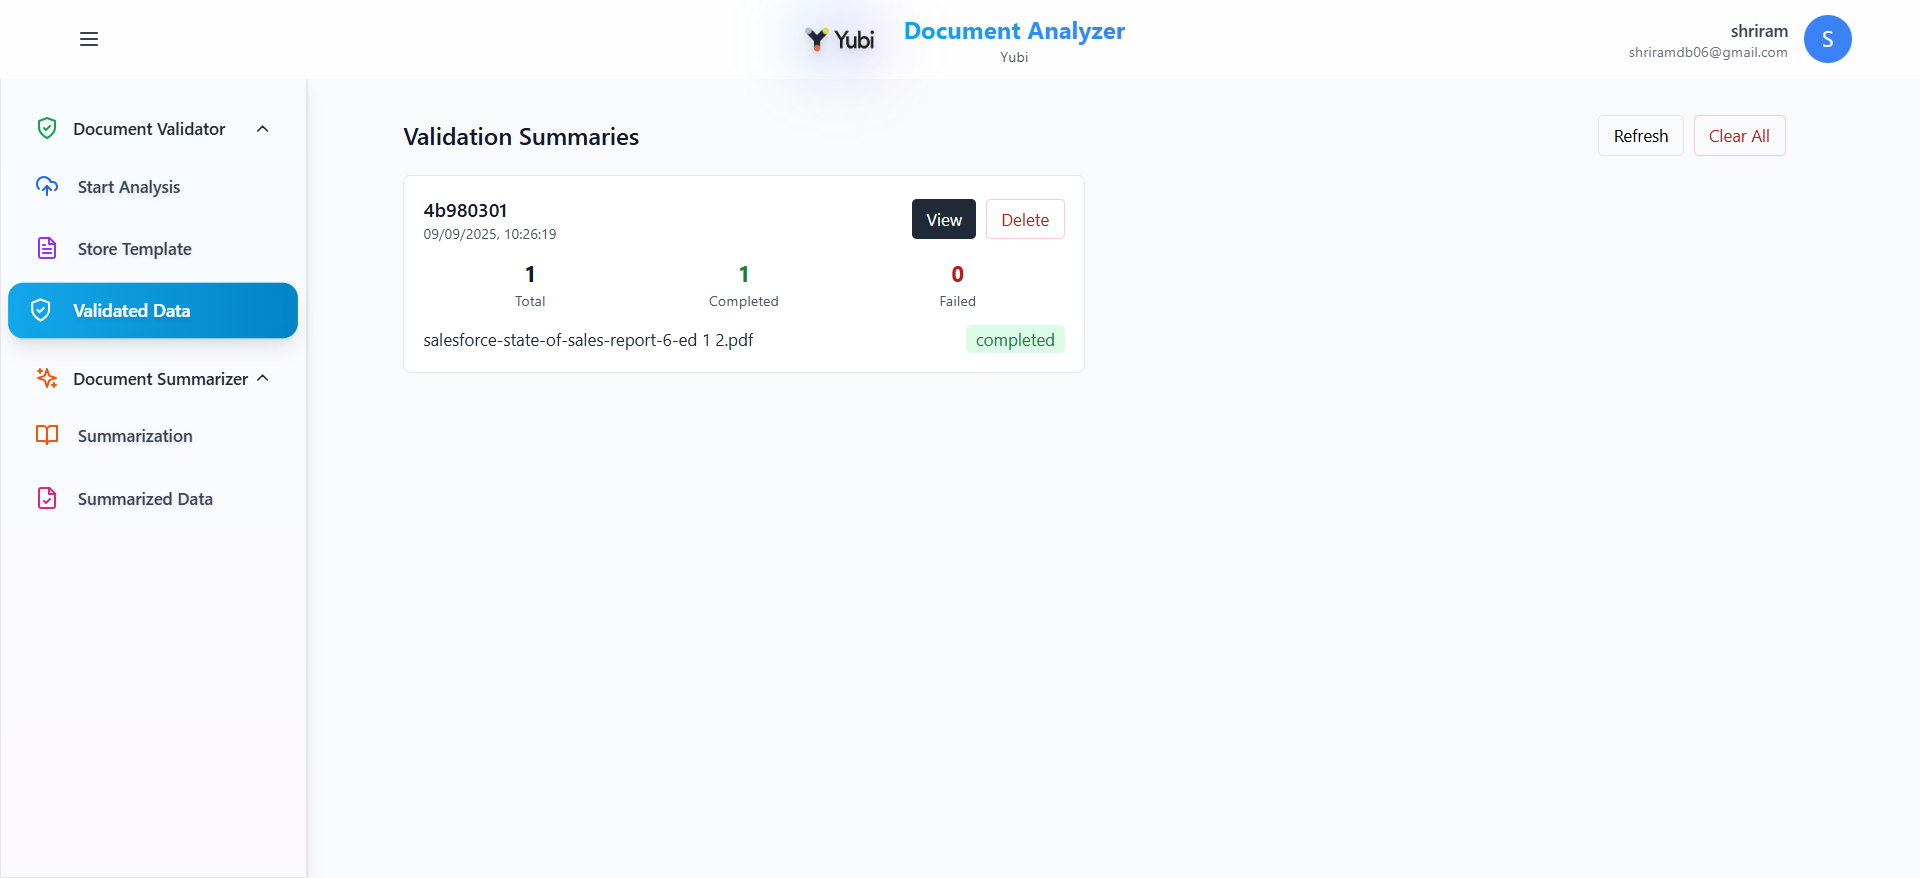 Yubi
Document Analyzer
Yubi
shriram
shriramdb06@gmail.com
S
Document Validator
Start Analysis
Store Template
Validated Data
Document Summarizer
Summarization
Summarized Data
Validation Summaries
Refresh
Clear All
4b980301
09/09/2025, 10:26:19
View
Delete
1
Total
1
Completed
0
Failed
salesforce-state-of-sales-report-6-ed 1 2.pdf
completed